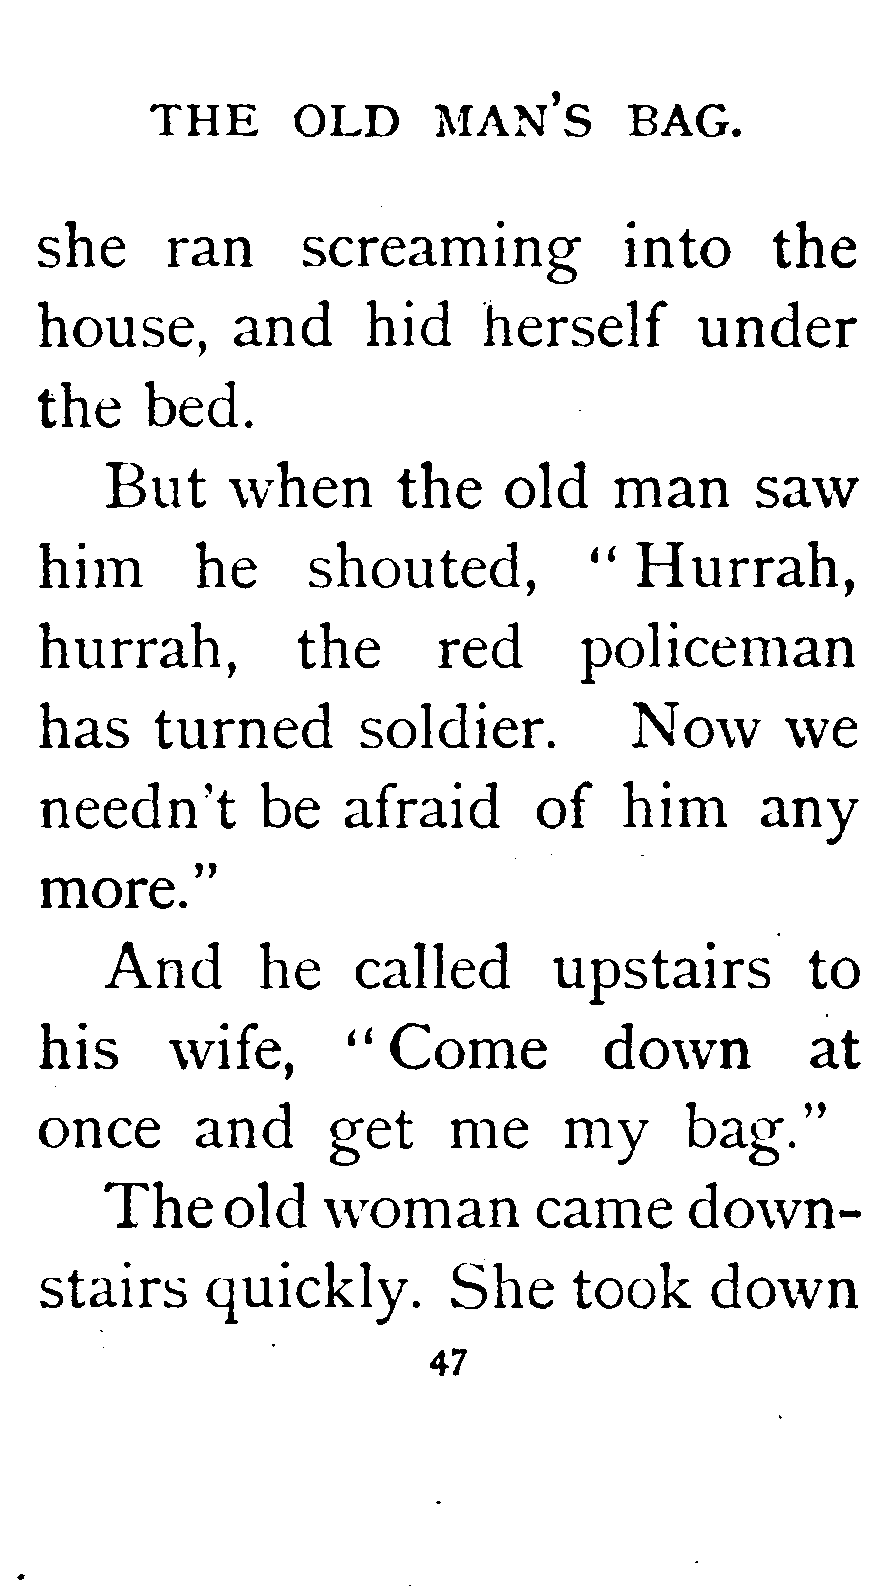 THE OLD MAN'S BAG.
she ran screaming into the
house, and hid herself under
the bed.
But when the old man saw
him he shouted, "Hurrah,
hurrah, the red policeman
has turned soldier. Now we
needn't be afraid of him any
more."
And he called upstairs to
his wife, "Come down at
once and get me my bag."
The old woman came down-
stairs quickly. She took down
47